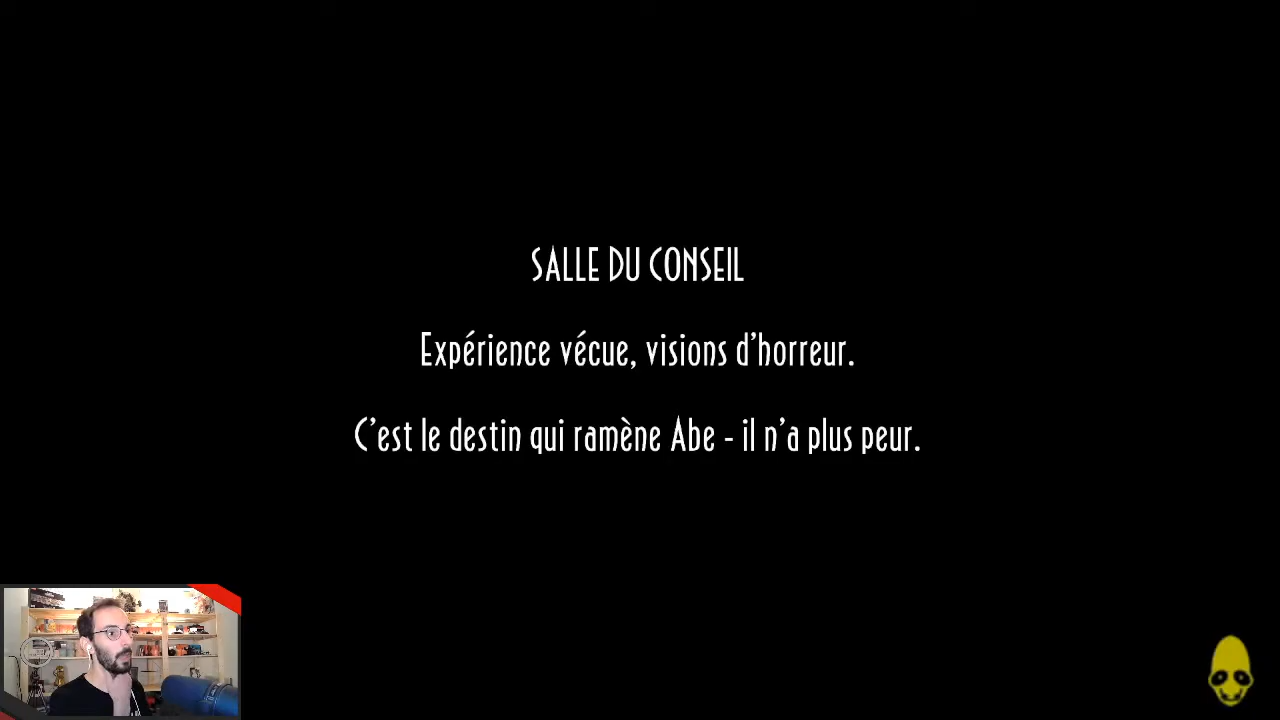 SALLE DU CONSEIL
Expérience vécue, visions d'horreur.
C'est le destin qui ramène Abe - il n'a plus peur.